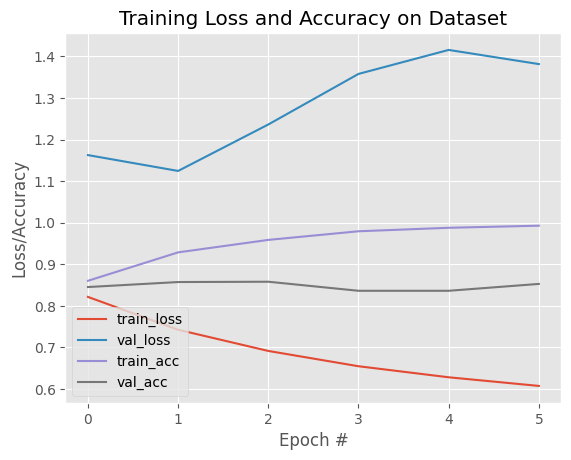 Training Loss and Accuracy on Dataset
Loss/Accuracy
1.4
1.3
1.2
1.1
1.0
0.9
0.8
0.7
0.6
train_loss
val_loss
train_acc
val_acc
0 1 2 3 4 5
Epoch #